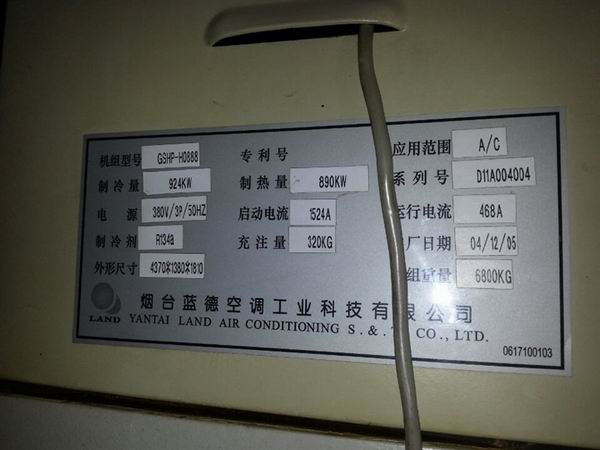 机组型号 GSHP-H0888 专利号 应用范围 A/C
制冷量 924KW 制热量 890KW 系列号 D11A004004
电源 380V/3P/50HZ 启动电流 1524A 运行电流 468A
制冷剂 R134a 充注量 320KG 厂日期 04/12/05
外形尺寸 4370*1380*1810 组重量 6800KG
烟台蓝德空调工业科技有限公司
LAND YANTAI LAND AIR CONDITIONING S. & T. CO., LTD.
0617100103